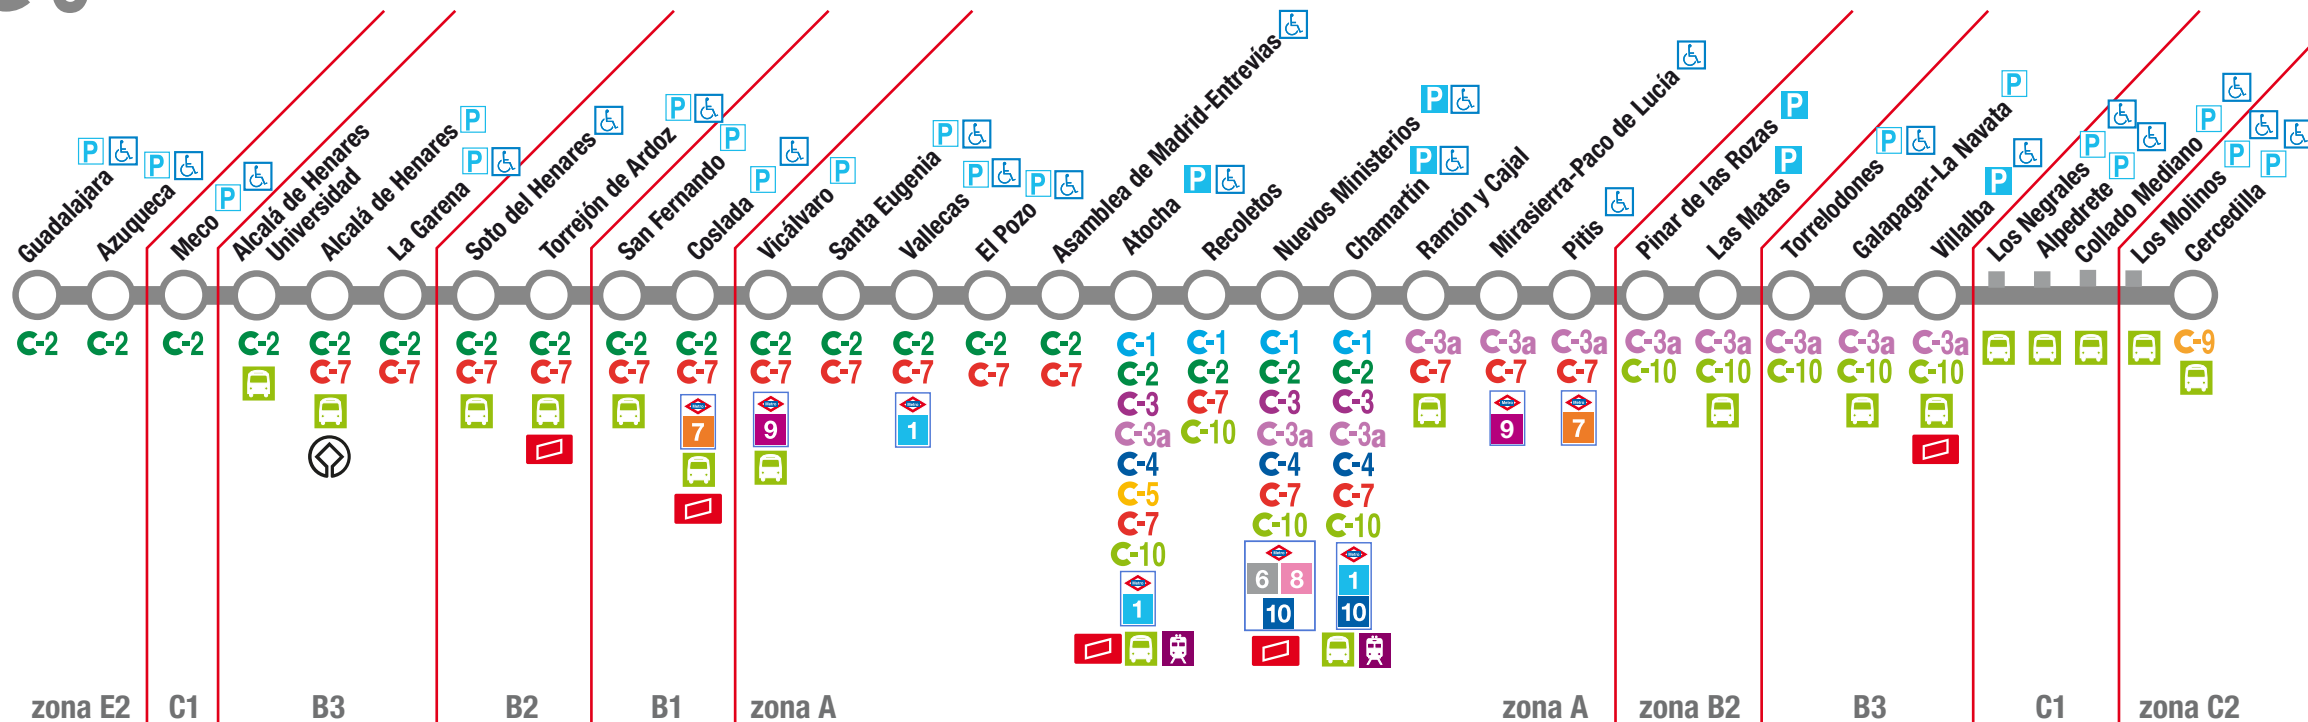 Guadalajara
Azuqueca
Meco
Alcalá de Henares
Universidad
Alcalá de Henares
La Garena
Soto del Henares
Torrejón de Ardoz
San Fernando
Coslada
Vicálvaro
Santa Eugenia
Vallecas
El Pozo
Asamblea de Madrid-Entrevías
Atocha
Recoletos
Nuevos Ministerios
Chamartín
Ramón y Cajal
Mirasierra-Paco de Lucía
Pitis
Pinar de las Rozas
Las Matas
Torrelodones
Galapagar-La Navata
Villalba
Los Negrales
Alpedrete
Collado Mediano
Los Molinos
Cercedilla
P P P P P P P P P P P P P P P P P P P P P P P P P
C-2 C-2 C-2 C-2 C-2 C-2 C-2 C-2 C-2 C-2 C-2 C-2 C-2 C-2 C-2 C-1 C-1 C-1 C-1 C-3a C-3a C-3a C-3a C-3a C-3a C-3a C-3a C-9
C-7 C-7 C-7 C-7 C-7 C-7 C-7 C-7 C-7 C-7 C-7 C-2 C-2 C-2 C-2 C-7 C-7 C-7 C-10 C-10 C-10 C-10 C-10
C-3 C-7 C-3 C-3
C-3a C-10 C-3a C-3a
C-4 C-4 C-4
C-5 C-7 C-7
C-7 C-10 C-10
C-10
7 9 1 9 7
1
6 8
10
1
10
zona E2 C1 B3 B2 B1 zona A zona A zona B2 B3 C1 zona C2